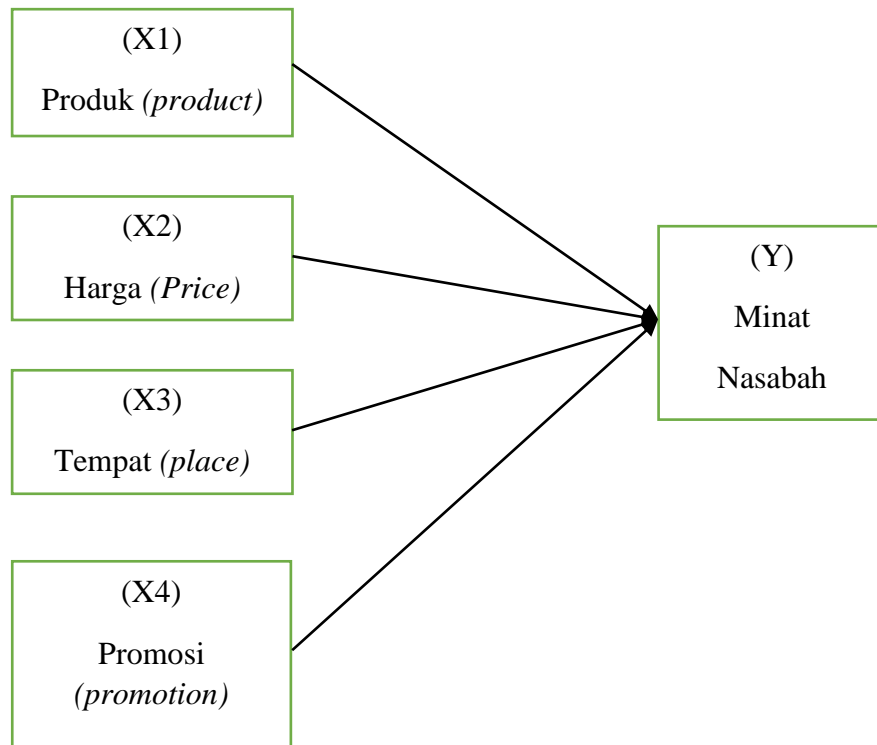 (X1)
Produk (product)
(X2)
Harga (Price)
(X3)
Tempat (place)
(X4)
Promosi
(promotion)
(Y)
Minat
Nasabah